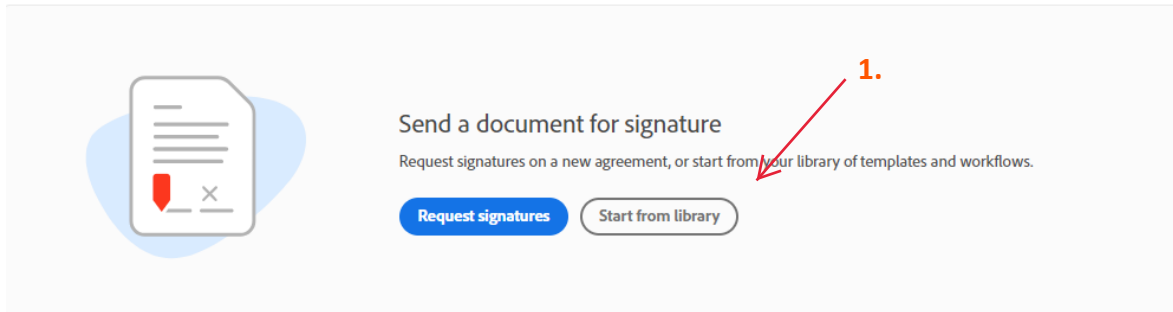 1.
Send a document for signature
Request signatures on a new agreement, or start from your library of templates and workflows.
Request signatures
Start from library